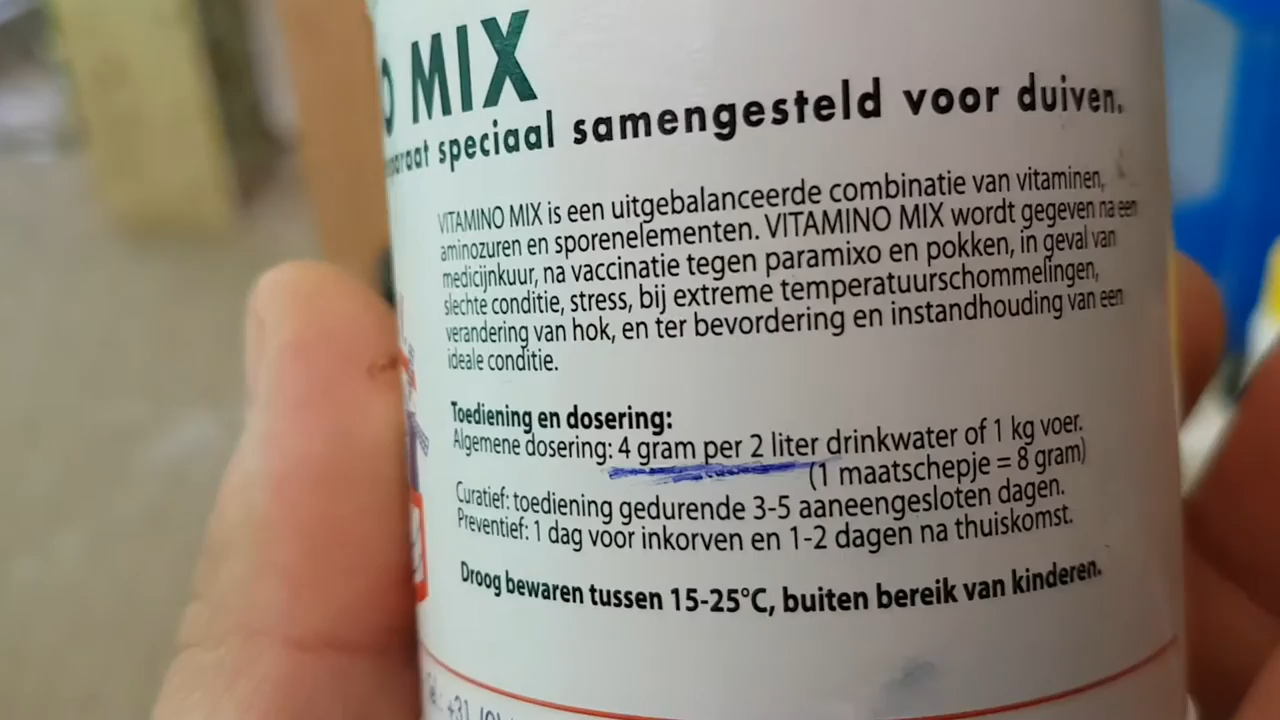 MIX
speciaal samengesteld voor duiven.
VITAMINO MIX is een uitgebalanceerde combinatie van vitaminen,
aminozuren en sporenelementen. VITAMINO MIX wordt gegeven na een
medicijnkuur, na vaccinatie tegen paramixo en pokken, in geval van
slechte conditie, stress, bij extreme temperatuurschommelingen,
verandering van hok, en ter bevordering en instandhouding van een
ideale conditie.
Toediening en dosering:
Algemene dosering: 4 gram per 2 liter drinkwater of 1 kg voer.
(1 maatschepje = 8 gram)
Curatief: toediening gedurende 3-5 aaneengesloten dagen.
Preventief: 1 dag voor inkorven en 1-2 dagen na thuiskomst.
Droog bewaren tussen 15-25°C, buiten bereik van kinderen.
+31